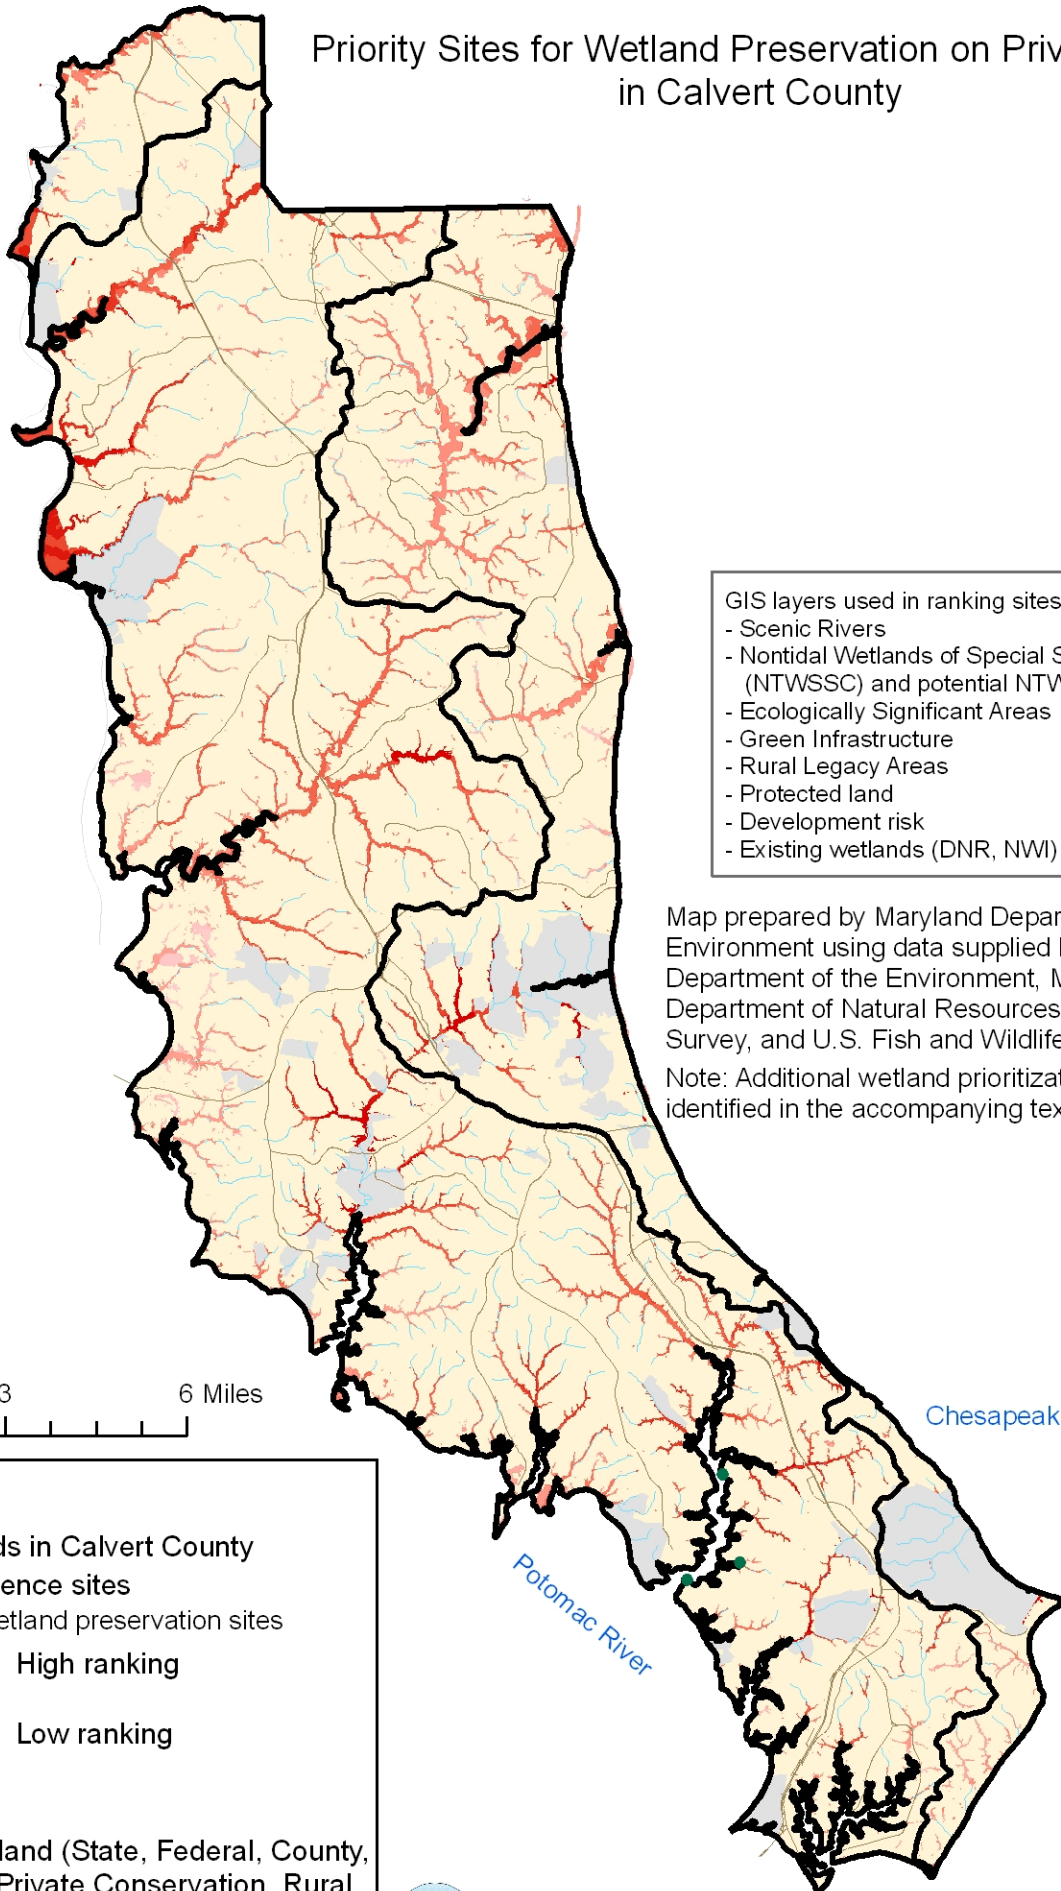 Priority Sites for Wetland Preservation on Priv
in Calvert County
GIS layers used in ranking sites
- Scenic Rivers
- Nontidal Wetlands of Special S
(NTWSSC) and potential NTW
- Ecologically Significant Areas
- Green Infrastructure
- Rural Legacy Areas
- Protected land
- Development risk
- Existing wetlands (DNR, NWI)
Map prepared by Maryland Depar
Environment using data supplied
Department of the Environment, M
Department of Natural Resources
Survey, and U.S. Fish and Wildlife
Note: Additional wetland prioritizat
identified in the accompanying tex
3 6 Miles
Chesapeak
Potomac River
ds in Calvert County
ence sites
etland preservation sites
High ranking
Low ranking
land (State, Federal, County,
Private Conservation, Rural